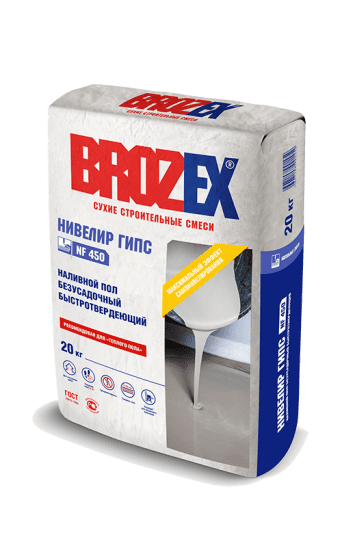 BROZEX®
СУХИЕ СТРОИТЕЛЬНЫЕ СМЕСИ
НИВЕЛИР ГИПС
NF 450
МАКСИМАЛЬНЫЙ ЭФФЕКТ
САМОНИВЕЛИРОВАНИЯ
НАЛИВНОЙ ПОЛ
БЕЗУСАДОЧНЫЙ
БЫСТРОТВЕРДЕЮЩИЙ
РЕКОМЕНДОВАН ДЛЯ «ТЕПЛОГО ПОЛА»
20 кг
ГОСТ
20 кг
НИВЕЛИР ГИПС
NF 450